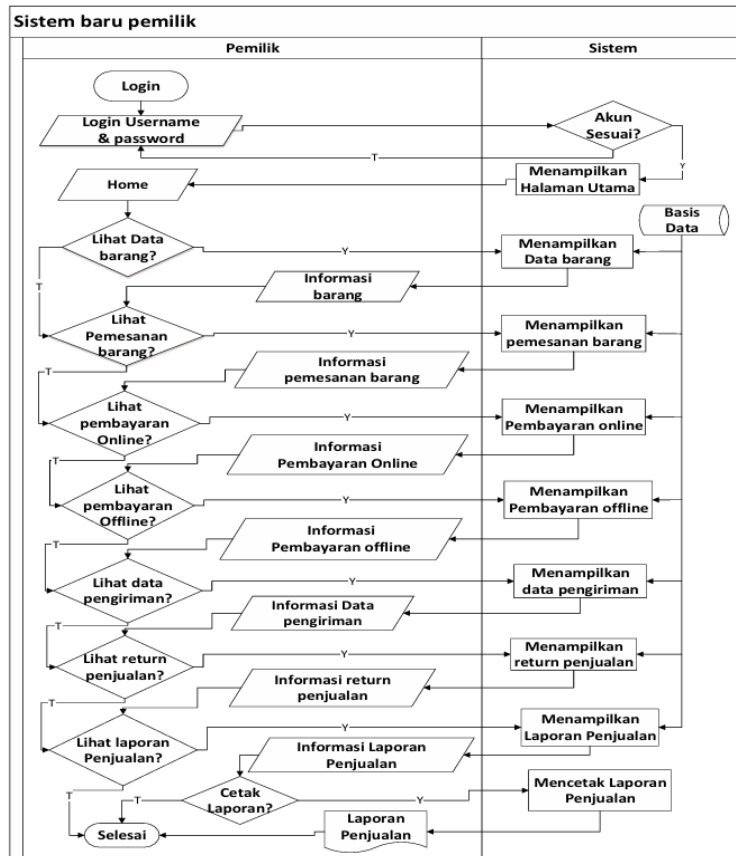 Sistem baru pemilik
Pemilik
Sistem
Login
Login Username
& password
Akun
Sesuai?
T
Y
Menampilkan
Halaman Utama
Home
Basis
Data
Lihat Data
barang?
Y
Menampilkan
Data barang
T
Informasi
barang
Lihat
Pemesanan
barang?
Y
Menampilkan
pemesanan barang
T
Informasi
pemesanan barang
Lihat
pembayaran
Online?
Y
Menampilkan
Pembayaran online
T
Informasi
Pembayaran Online
Lihat
pembayaran
Offline?
Y
Menampilkan
Pembayaran offline
T
Informasi
Pembayaran offline
Lihat data
pengiriman?
Y
Menampilkan
data pengiriman
T
Informasi Data
pengiriman
Lihat return
penjualan?
Y
Menampilkan
return penjualan
T
Informasi return
penjualan
Lihat laporan
Penjualan?
Y
Menampilkan
Laporan Penjualan
Informasi Laporan
Penjualan
T
T
Cetak
Laporan?
Y
Mencetak Laporan
Penjualan
Selesai
Laporan
Penjualan